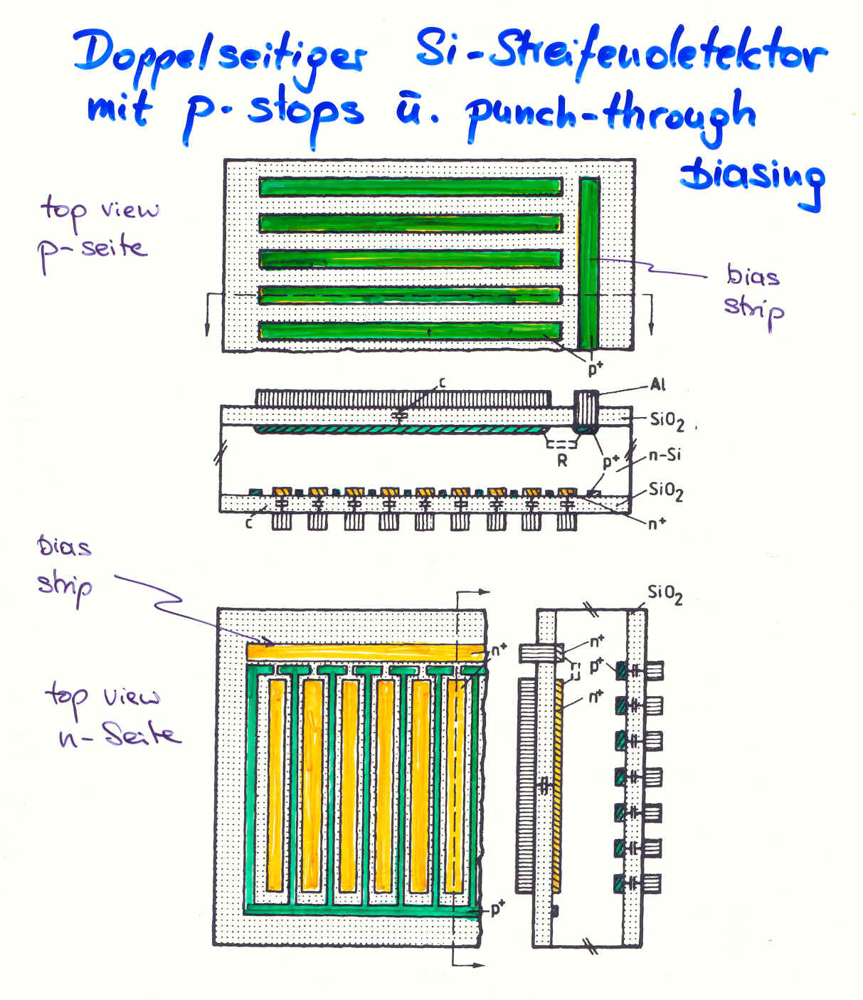 Doppelseitiger Si-Streifendetektor
mit p-stops ū. punch-through
biasing
top view
p-seite
bias
strip
p⁺
c
Al
SiO₂
R
p⁺
n-Si
SiO₂
c
n⁺
bias
strip
SiO₂
n⁺
n⁺
p⁺
top view
n-Seite
n⁺
p⁺